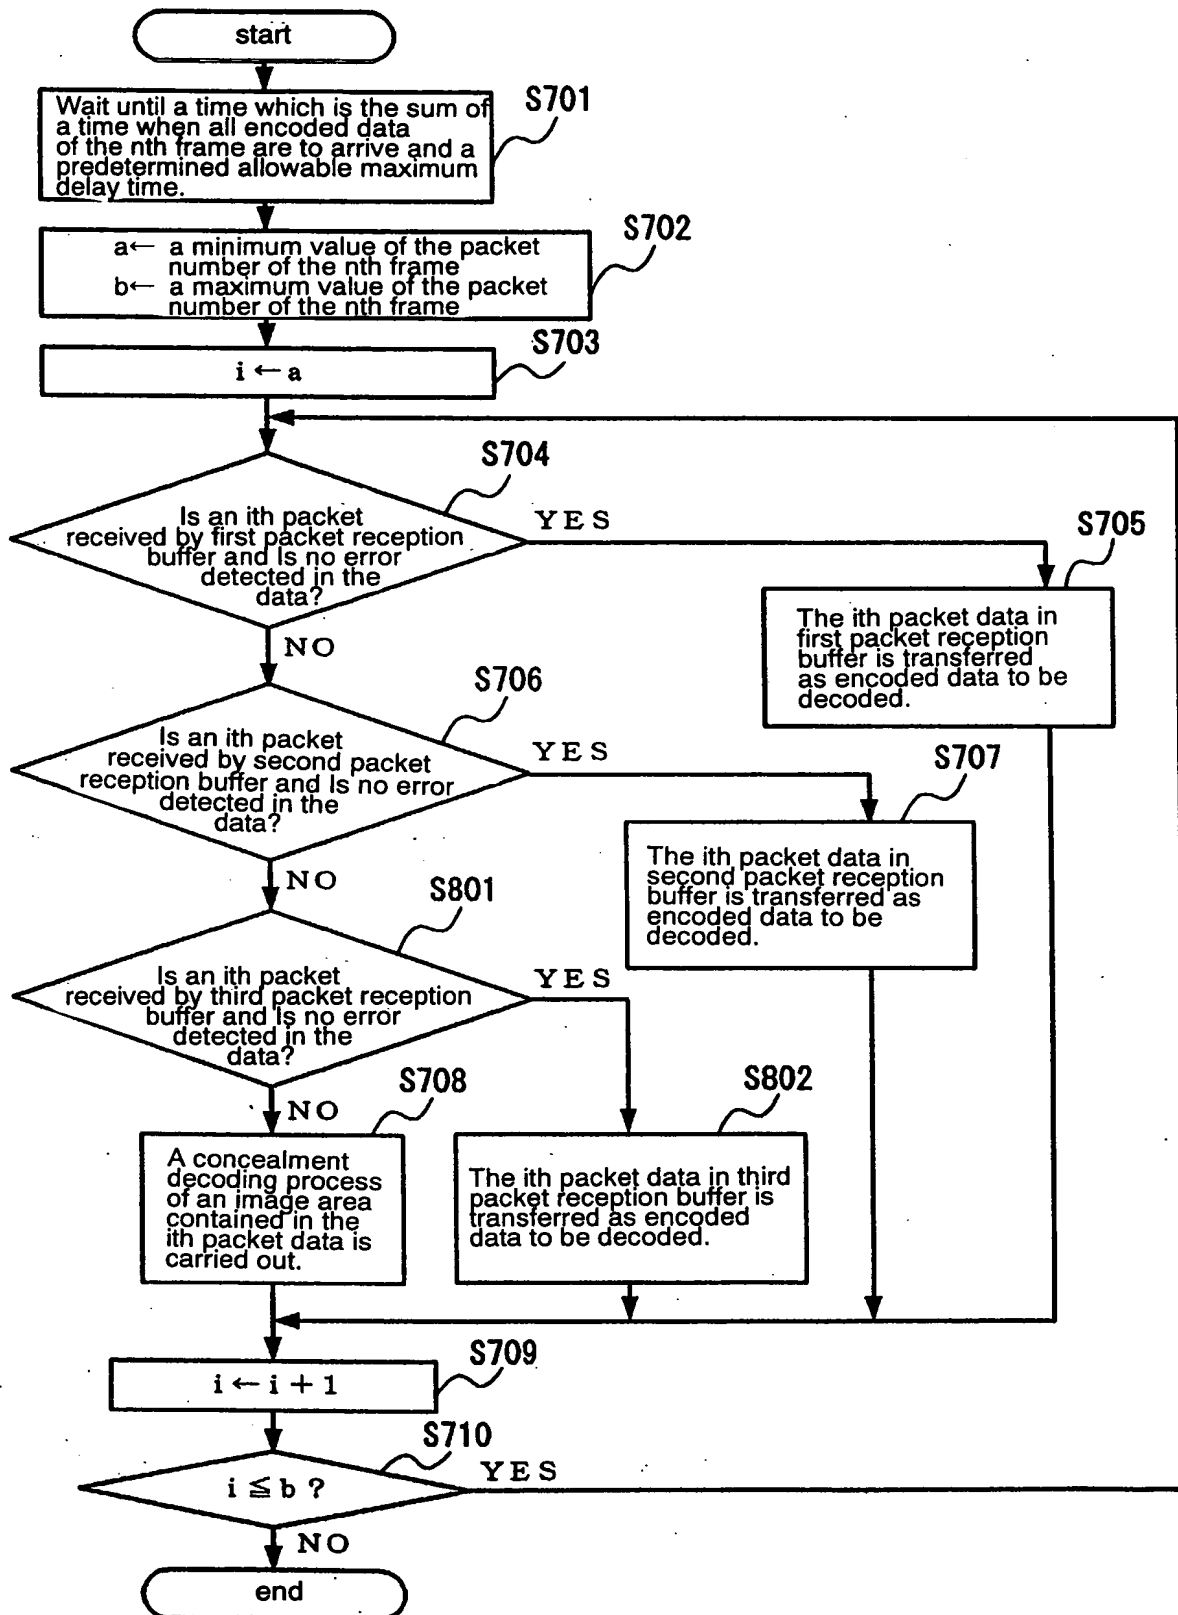 start
S701
Wait until a time which is the sum of
a time when all encoded data
of the nth frame are to arrive and a
predetermined allowable maximum
delay time.
S702
a← a minimum value of the packet
number of the nth frame
b← a maximum value of the packet
number of the nth frame
S703
i ← a
S704
Is an ith packet
received by first packet reception
buffer and Is no error
detected in the
data?
YES
NO
S705
The ith packet data in
first packet reception
buffer is transferred
as encoded data to be
decoded.
S706
Is an ith packet
received by second packet
reception buffer and Is no error
detected in the
data?
YES
NO
S707
The ith packet data in
second packet reception
buffer is transferred as
encoded data to be
decoded.
S801
Is an ith packet
received by third packet reception
buffer and Is no error
detected in the
data?
YES
NO
S802
The ith packet data in third
packet reception buffer is
transferred as encoded
data to be decoded.
S708
A concealment
decoding process
of an image area
contained in the
ith packet data is
carried out.
S709
i ← i + 1
S710
i ≦ b ?
YES
NO
end